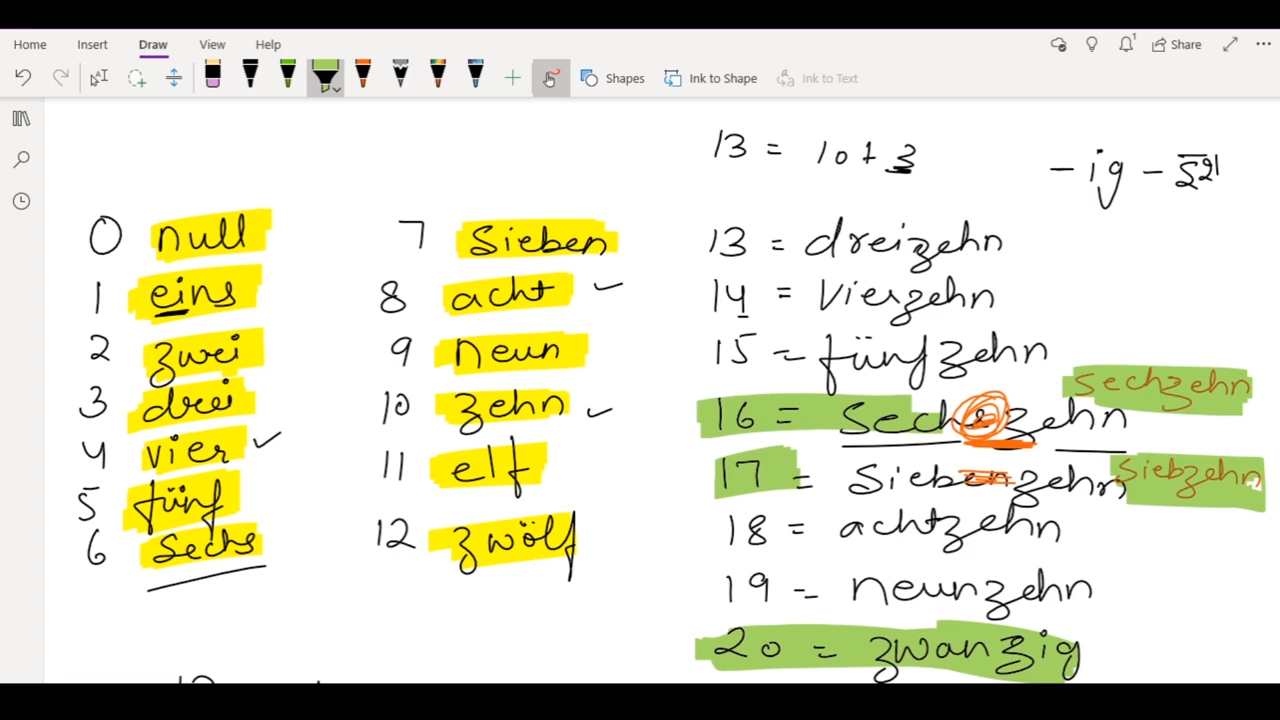 Home Insert Draw View Help Share
Shapes Ink to Shape Ink to Text
13 = 10 + 3
- ig -
0 null
1 eins
2 zwei
3 drei
4 vier
5 fünf
6 sechs
7 Sieben
8 acht
9 neun
10 zehn
11 elf
12 zwölf
13 = dreizehn
14 = Vierzehn
15 = fünfzehn
16 = sechszehn sechzehn
17 = Siebenzehn Siebzehn
18 = achtzehn
19 = neunzehn
20 = zwanzig